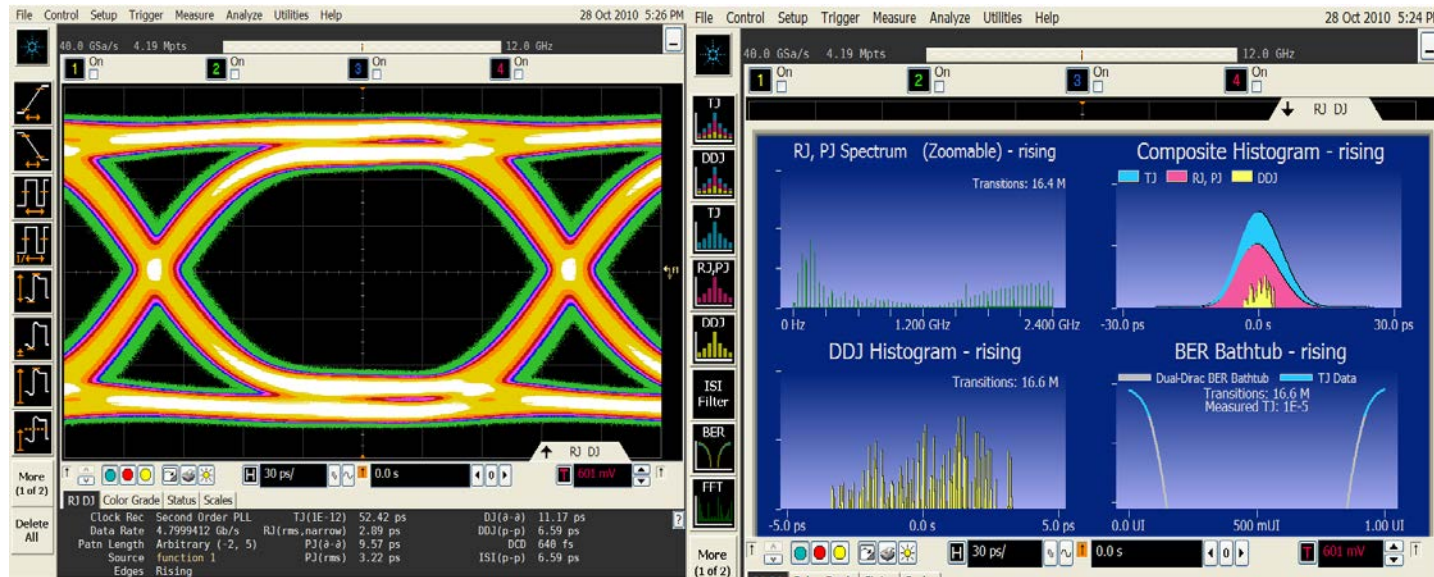 File Control Setup Trigger Measure Analyze Utilities Help 28 Oct 2010 5:26 PM
40.0 GSa/s 4.19 Mpts 12.0 GHz
1 On 2 On 3 On 4 On
More
(1 of 2)
Delete
All
RJ DJ
H 30 ps/ 0.0 s 0 T 601 mV
RJ DJ Color Grade Status Scales
Clock Rec Second Order PLL TJ(1E-12) 52.42 ps DJ(∂-∂) 11.17 ps
Data Rate 4.7999412 Gb/s RJ(rms,narrow) 2.89 ps DDJ(p-p) 6.59 ps
Patn Length Arbitrary (-2, 5) PJ(∂-∂) 9.57 ps DCD 640 fs
Source function 1 PJ(rms) 3.22 ps ISI(p-p) 6.59 ps
Edges Rising
File Control Setup Trigger Measure Analyze Utilities Help 28 Oct 2010 5:24
40.0 GSa/s 4.19 Mpts 12.0 GHz
1 On 2 On 3 On 4 On
RJ DJ
TJ
DDJ
TJ
RJ,PJ
DDJ
ISI
Filter
BER
FFT
More
(1 of 2)
RJ, PJ Spectrum (Zoomable) - rising
Transitions: 16.4 M
0 Hz 1.200 GHz 2.400 GHz
Composite Histogram - rising
TJ RJ, PJ DDJ
-30.0 ps 0.0 s 30.0 ps
DDJ Histogram - rising
Transitions: 16.6 M
-5.0 ps 0.0 s 5.0 ps
BER Bathtub - rising
Dual-Dirac BER Bathtub TJ Data
Transitions: 16.6 M
Measured TJ: 1E-5
0.0 UI 500 mUI 1.00 UI
H 30 ps/ 0.0 s 0 T 601 mV